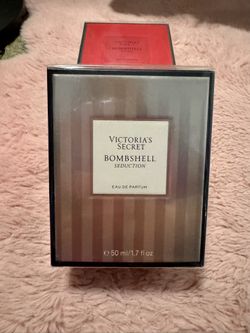 VICTORIA'S
SECRET
BOMBSHELL
SEDUCTION
EAU DE PARFUM
℮ 50 ml/1.7 fl oz